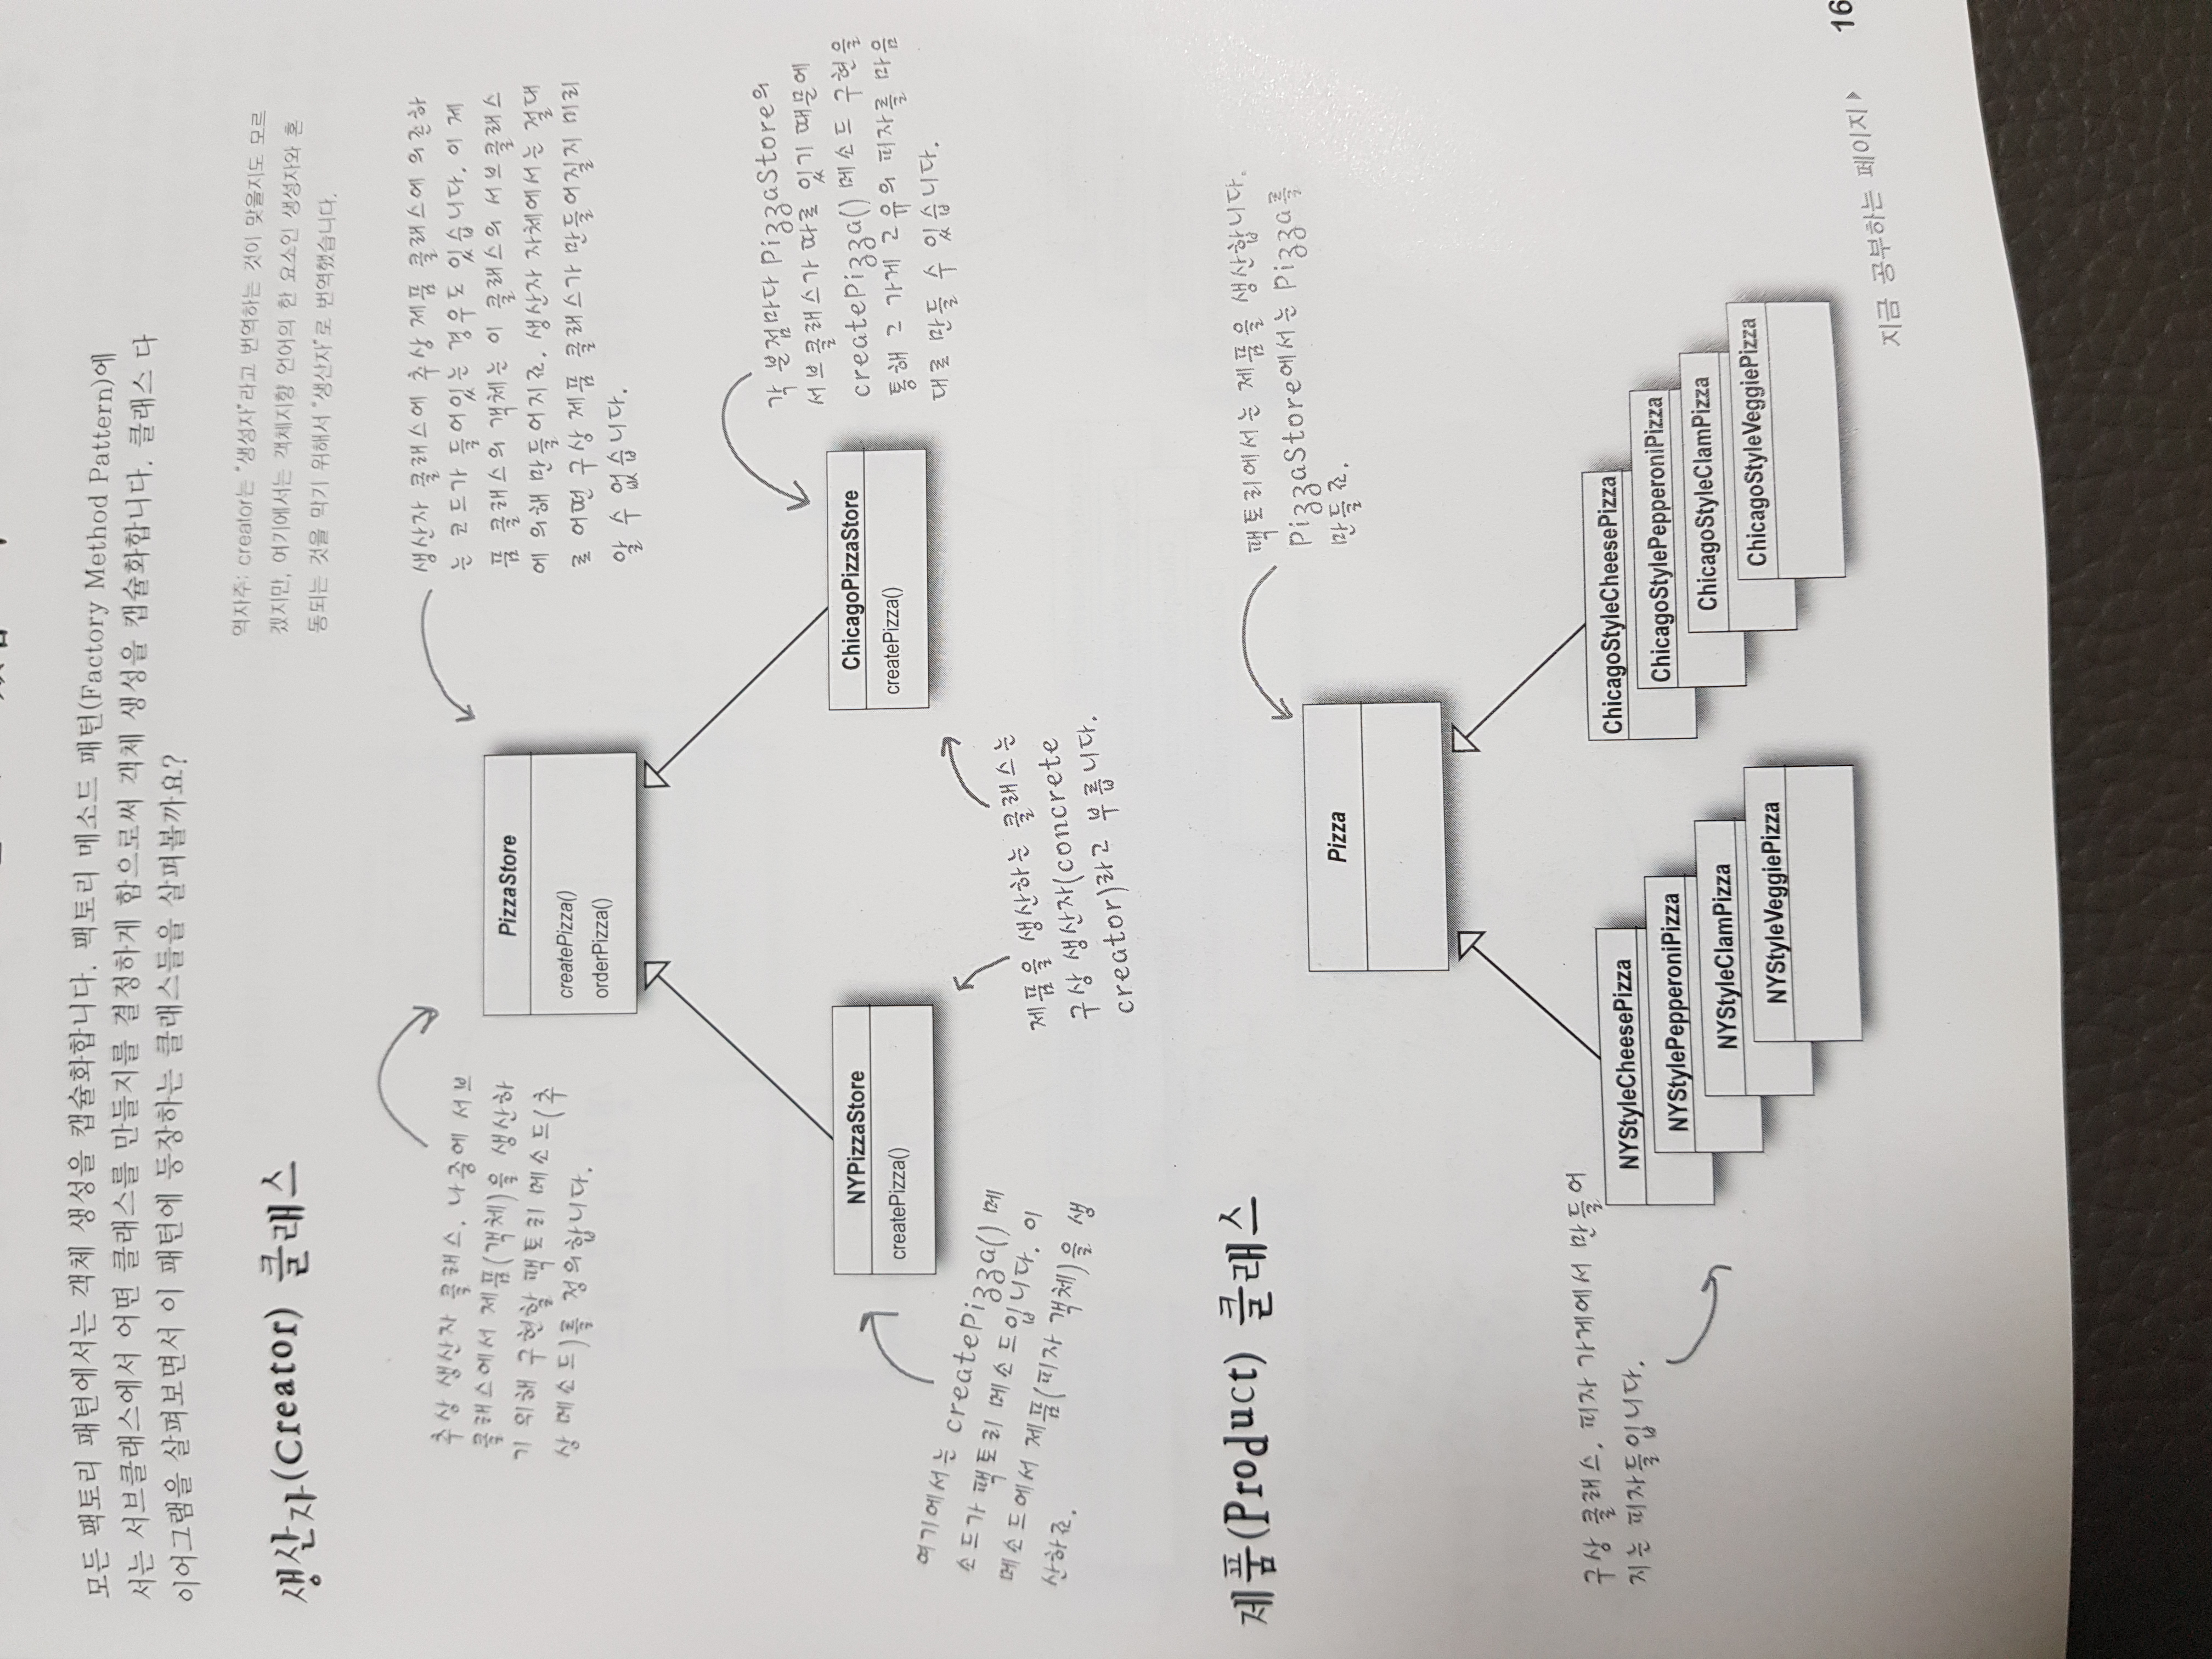 모든 팩토리 패턴에서는 객체 생성을 캡슐화합니다. 팩토리 메소드 패턴(Factory Method Pattern)에
서는 서브클래스에서 어떤 클래스를 만들지를 결정하게 함으로써 객체 생성을 캡슐화합니다. 클래스 다
이어그램을 살펴보면서 이 패턴에 등장하는 클래스들을 살펴볼까요?
역자주: creator는 "생성자"라고 번역하는 것이 맞을지도 모르
겠지만, 여기에서는 객체지향 언어의 한 요소인 생성자와 혼
동되는 것을 막기 위해서 "생산자"로 번역했습니다.
생산자(Creator) 클래스
추상 생산자 클래스. 나중에 서브
클래스에서 제품(객체)을 생산하
기 위해 구현할 팩토리 메소드(추
상 메소드)를 정의합니다.
PizzaStore
createPizza()
orderPizza()
생산자 클래스에 추상 제품 클래스에 의존하
는 코드가 들어있는 경우도 있습니다. 이 제
품 클래스의 객체는 이 클래스의 서브클래스
에 의해 만들어지죠. 생산자 자체에서는 절대
로 어떤 구상 제품 클래스가 만들어질지 미리
알 수 없습니다.
NYPizzaStore
createPizza()
ChicagoPizzaStore
createPizza()
각 분점마다 PizzaStore의
서브클래스가 따로 있기 때문에
createPizza() 메소드 구현을
통해 그 가게 고유의 피자를 마음
대로 만들 수 있습니다.
여기에서는 createPizza() 메
소드가 팩토리 메소드입니다. 이
메소드에서 제품(피자 객체)을 생
산하죠.
제품을 생산하는 클래스는
구상 생산자(concrete
creator)라고 부릅니다.
제품(Product) 클래스
팩토리에서는 제품을 생산합니다.
PizzaStore에서는 Pizza를
만들죠.
Pizza
구상 클래스. 피자 가게에서 만들어
지는 피자들입니다.
NYStyleCheesePizza
NYStylePepperoniPizza
NYStyleClamPizza
NYStyleVeggiePizza
ChicagoStyleCheesePizza
ChicagoStylePepperoniPizza
ChicagoStyleClamPizza
ChicagoStyleVeggiePizza
지금 공부하는 페이지 16